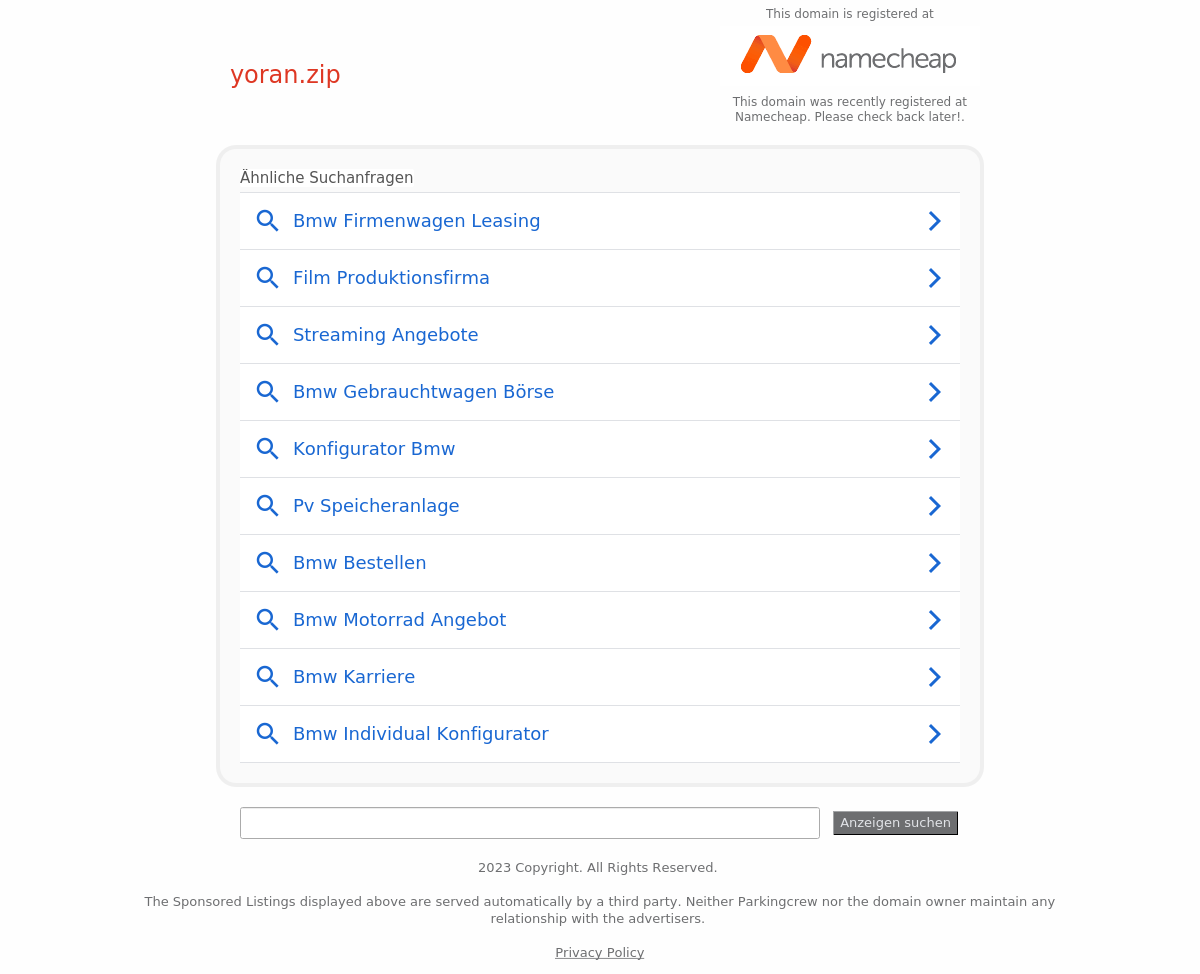 This domain is registered at
namecheap
yoran.zip
This domain was recently registered at
Namecheap. Please check back later!.
Ähnliche Suchanfragen
Bmw Firmenwagen Leasing
Film Produktionsfirma
Streaming Angebote
Bmw Gebrauchtwagen Börse
Konfigurator Bmw
Pv Speicheranlage
Bmw Bestellen
Bmw Motorrad Angebot
Bmw Karriere
Bmw Individual Konfigurator
Anzeigen suchen
2023 Copyright. All Rights Reserved.
The Sponsored Listings displayed above are served automatically by a third party. Neither Parkingcrew nor the domain owner maintain any
relationship with the advertisers.
Privacy Policy